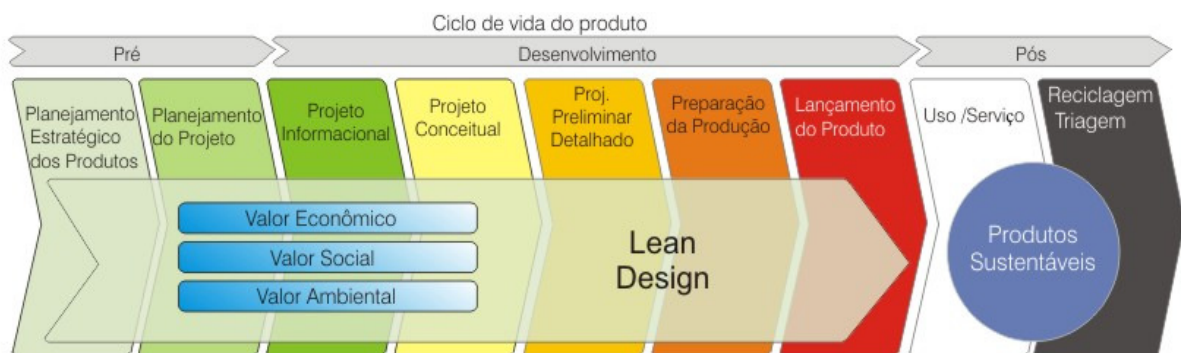 Ciclo de vida do produto
Pré
Desenvolvimento
Pós
Planejamento
Estratégico
dos Produtos
Planejamento
do Projeto
Projeto
Informacional
Projeto
Conceitual
Proj.
Preliminar
Detalhado
Preparação
da Produção
Lançamento
do Produto
Uso /Serviço
Reciclagem
Triagem
Valor Econômico
Valor Social
Valor Ambiental
Lean
Design
Produtos
Sustentáveis